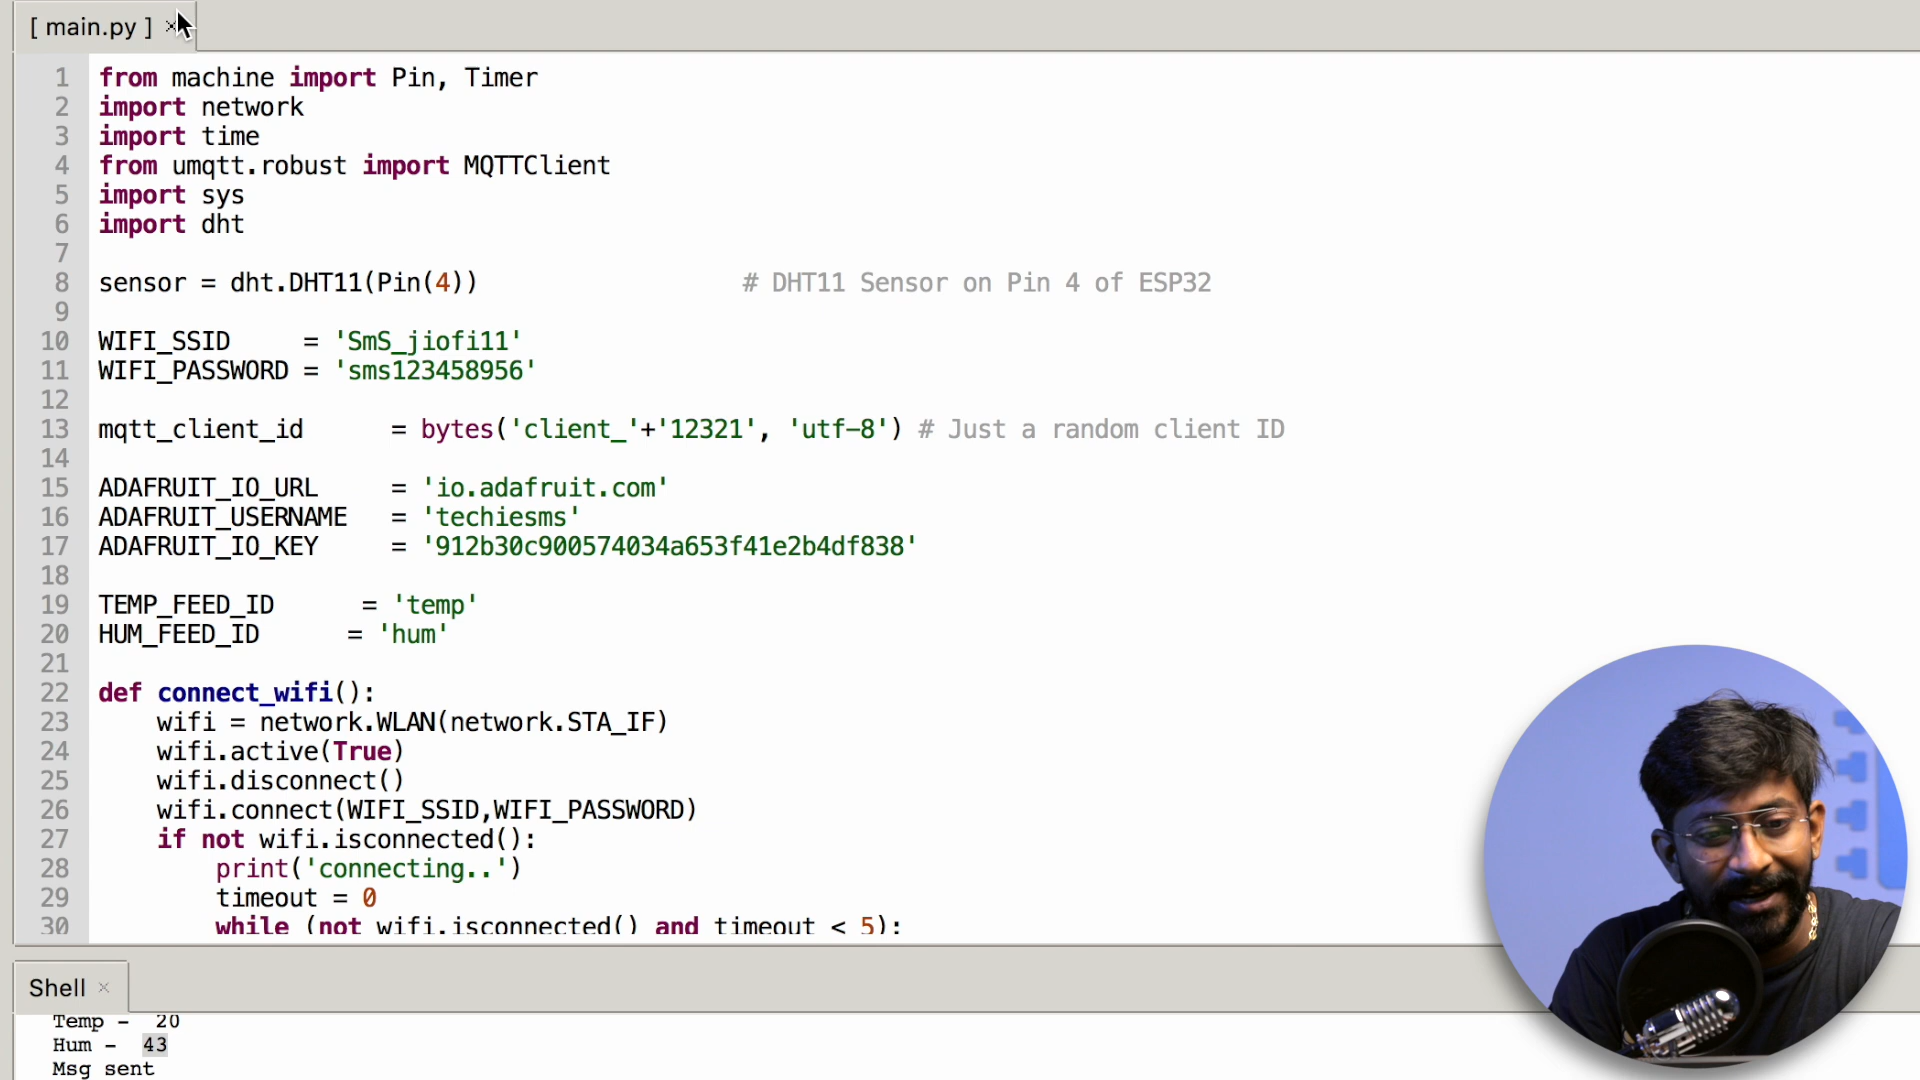 [ main.py ] ×
1 from machine import Pin, Timer
2 import network
3 import time
4 from umqtt.robust import MQTTClient
5 import sys
6 import dht
7
8 sensor = dht.DHT11(Pin(4)) # DHT11 Sensor on Pin 4 of ESP32
9
10 WIFI_SSID = 'SmS_jiofi11'
11 WIFI_PASSWORD = 'sms123458956'
12
13 mqtt_client_id = bytes('client_'+'12321', 'utf-8') # Just a random client ID
14
15 ADAFRUIT_IO_URL = 'io.adafruit.com'
16 ADAFRUIT_USERNAME = 'techiesms'
17 ADAFRUIT_IO_KEY = '912b30c900574034a653f41e2b4df838'
18
19 TEMP_FEED_ID = 'temp'
20 HUM_FEED_ID = 'hum'
21
22 def connect_wifi():
23 wifi = network.WLAN(network.STA_IF)
24 wifi.active(True)
25 wifi.disconnect()
26 wifi.connect(WIFI_SSID,WIFI_PASSWORD)
27 if not wifi.isconnected():
28 print('connecting..')
29 timeout = 0
30 while (not wifi.isconnected() and timeout < 5):
Shell ×
Temp - 20
Hum - 43
Msg sent